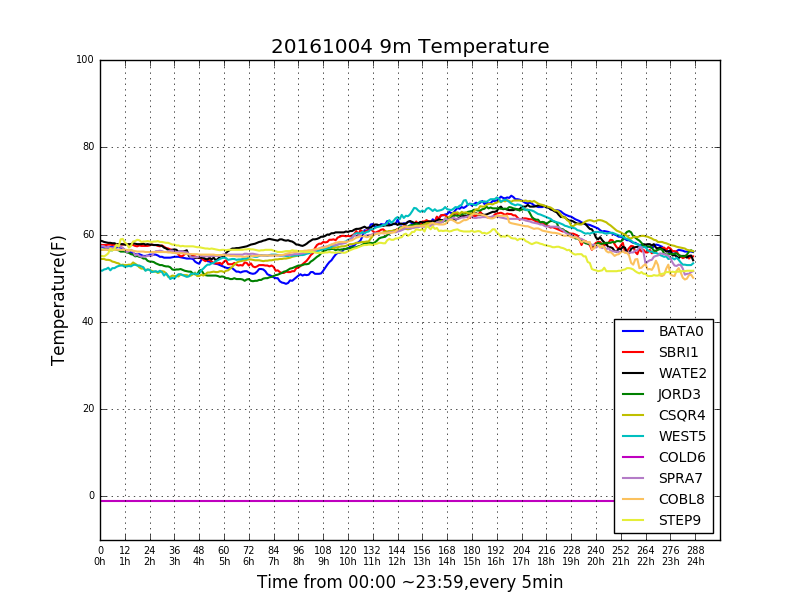 20161004 9m Temperature
100
80
60
40
20
0
Temperature(F)
BATA0
SBRI1
WATE2
JORD3
CSQR4
WEST5
COLD6
SPRA7
COBL8
STEP9
0 12 24 36 48 60 72 84 96 108 120 132 144 156 168 180 192 204 216 228 240 252 264 276 288
0h 1h 2h 3h 4h 5h 6h 7h 8h 9h 10h 11h 12h 13h 14h 15h 16h 17h 18h 19h 20h 21h 22h 23h 24h
Time from 00:00 ~23:59,every 5min